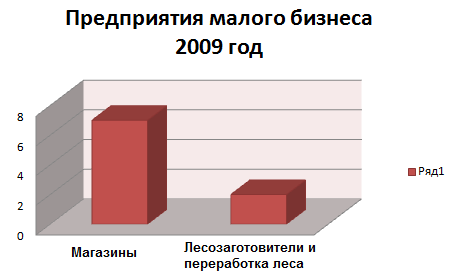 Предприятия малого бизнеса
2009 год
8
6
4
2
0
Магазины
Лесозаготовители и
переработка леса
Ряд1